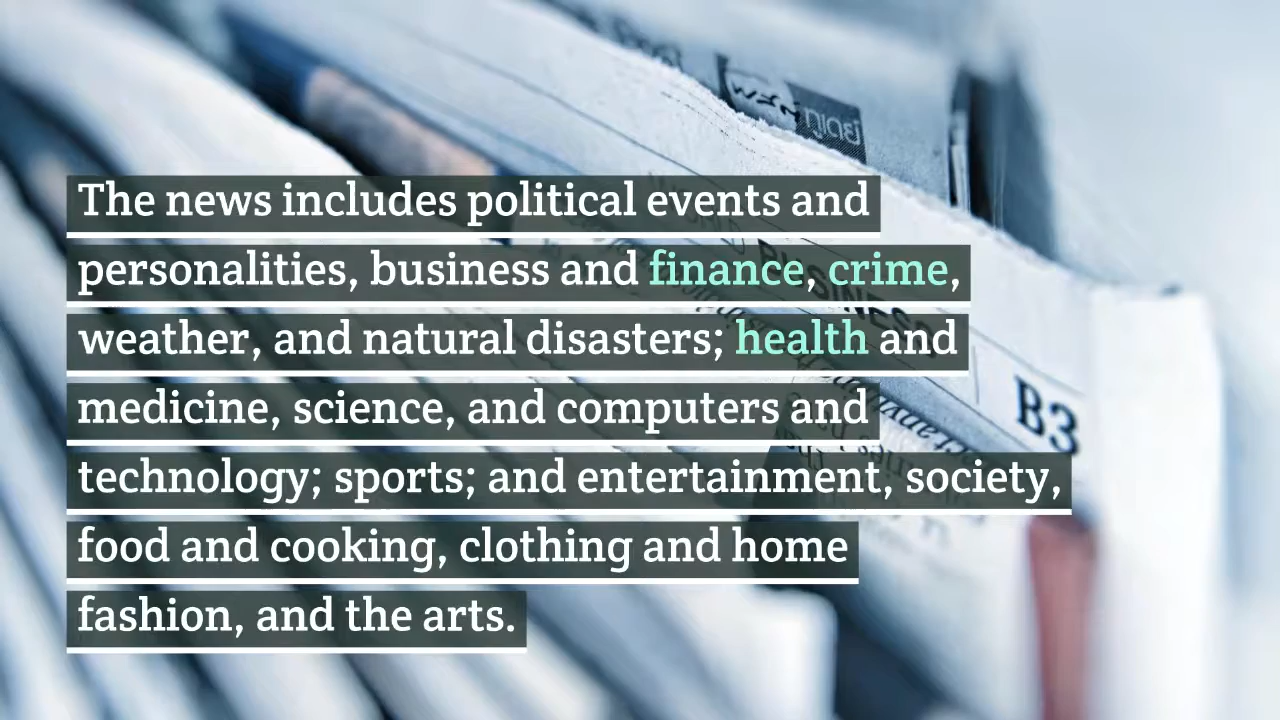 The news includes political events and
personalities, business and finance, crime,
weather, and natural disasters; health and
medicine, science, and computers and
technology; sports; and entertainment, society,
food and cooking, clothing and home
fashion, and the arts.
B3